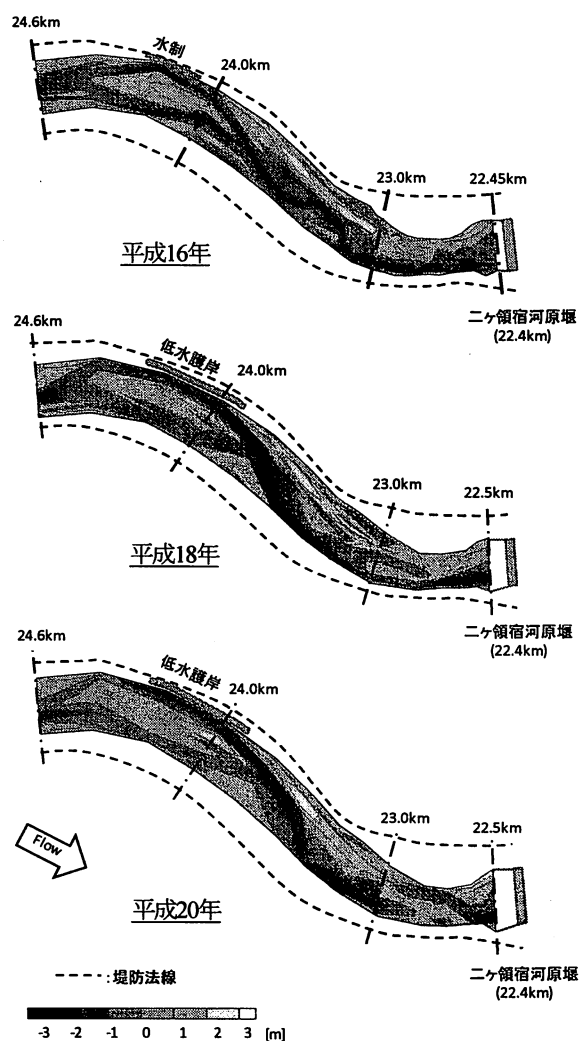 24.6km
水制
24.0km
23.0km
22.45km
平成16年
二ヶ領宿河原堰
(22.4km)
24.6km
低水護岸
24.0km
23.0km
22.5km
平成18年
二ヶ領宿河原堰
(22.4km)
24.6km
低水護岸
24.0km
23.0km
22.5km
Flow
平成20年
二ヶ領宿河原堰
(22.4km)
:堤防法線
-3 -2 -1 0 1 2 3 [m]